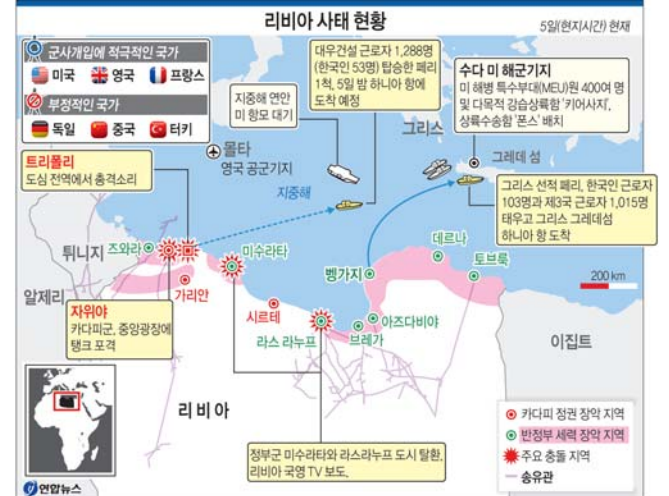 리비아 사태 현황
5일(현지시간) 현재
군사개입에 적극적인 국가
미국 영국 프랑스
부정적인 국가
독일 중국 터키
대우건설 근로자 1,288명
(한국인 53명) 탑승한 페리
1척, 5일 밤 하니아 항에
도착 예정
수다 미 해군기지
미 해병 특수부대(MEU)원 400여 명
및 다목적 강습상륙함 '키어사지',
상륙수송함 '폰스' 배치
지중해 연안
미 항모 대기
그리스
그레데 섬
몰타
영국 공군기지
지중해
트리폴리
도심 전역에서 총격소리
그리스 선적 페리, 한국인 근로자
103명과 제3국 근로자 1,015명
태우고 그리스 그레데섬
하니아 항 도착
튀니지
즈와라
미수라타
벵가지
데르나
토브룩
200 km
알제리
가리안
자위야
카다피군, 중앙광장에
탱크 포격
시르테
라스 라누프
브레가
아즈다비야
이집트
리비아
정부군 미수라타와 라스라누프 도시 탈환,
리비아 국영 TV 보도.
카다피 정권 장악 지역
반정부 세력 장악 지역
주요 충돌 지역
송유관
연합뉴스